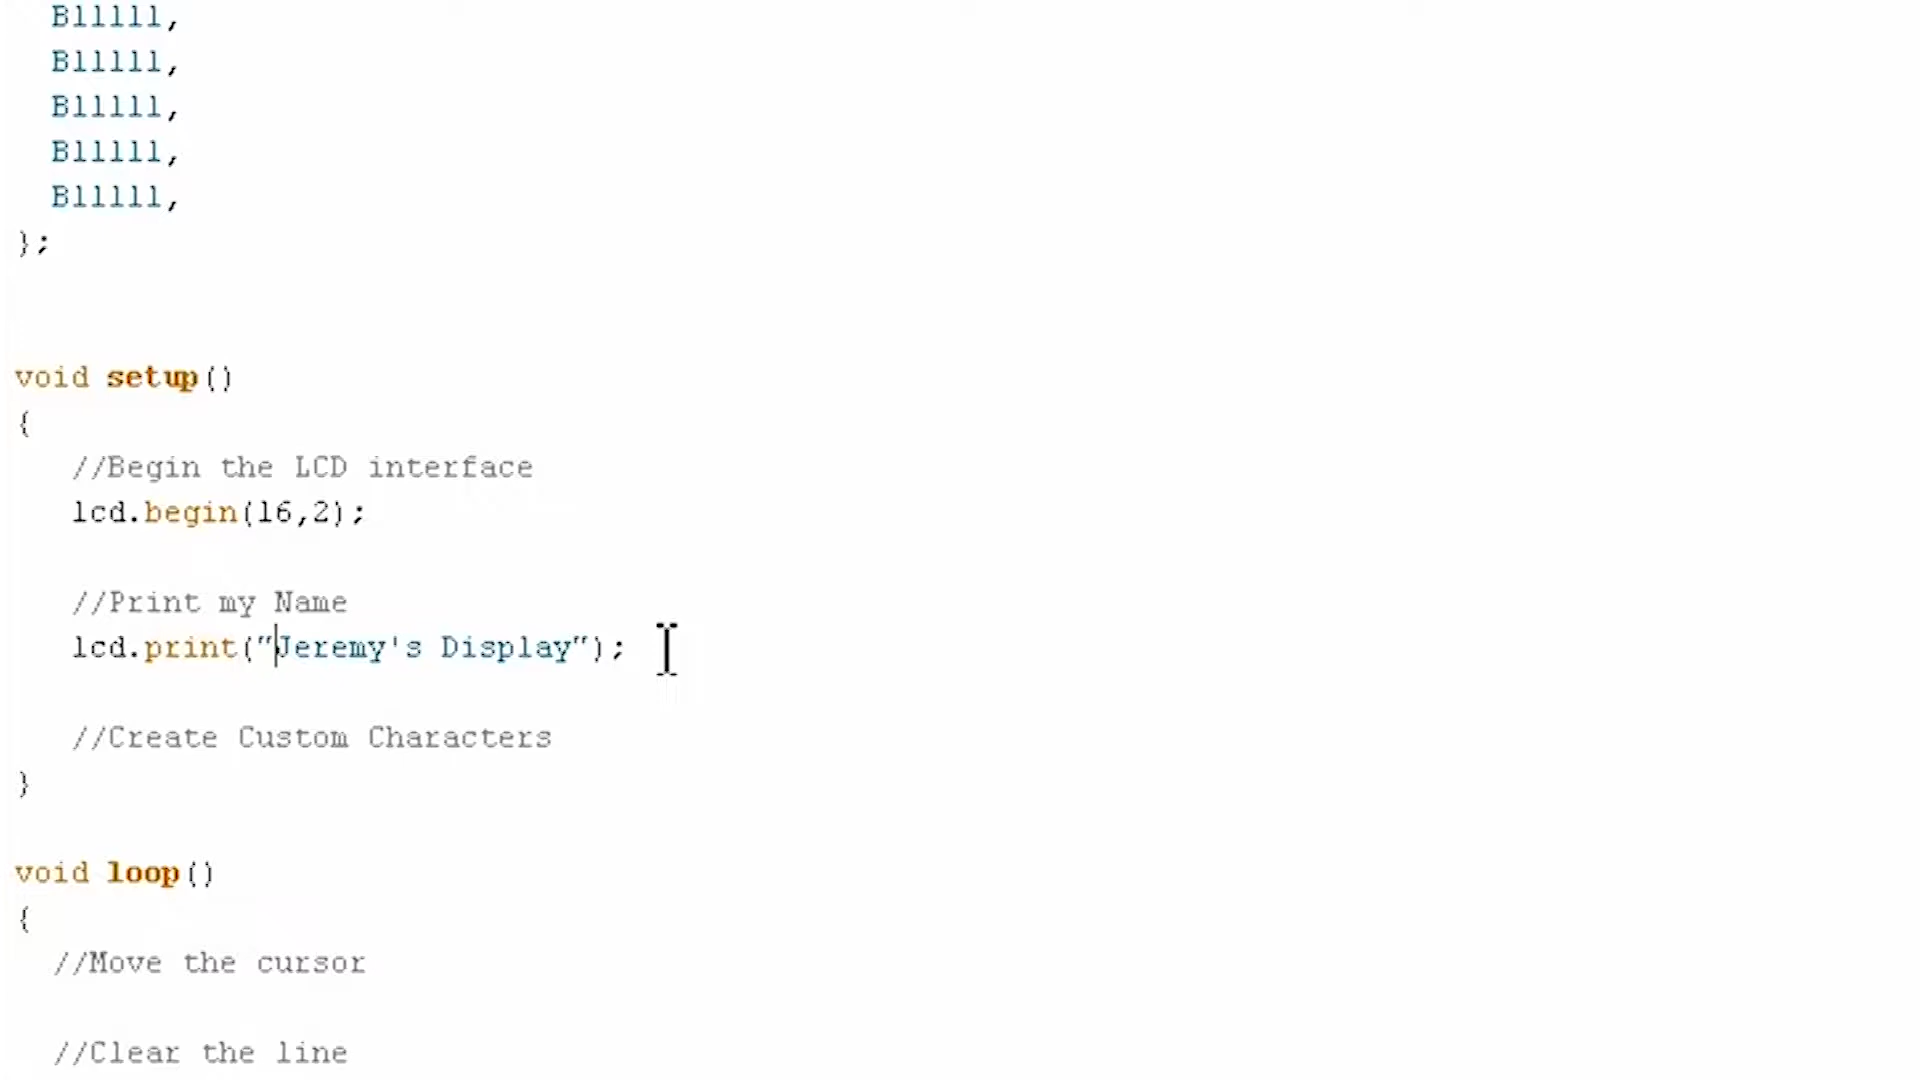 B11111,
B11111,
B11111,
B11111,
B11111,
};
void setup()
{
//Begin the LCD interface
lcd.begin(16,2);
//Print my Name
lcd.print("Jeremy's Display");
//Create Custom Characters
}
void loop()
{
//Move the cursor
//Clear the line